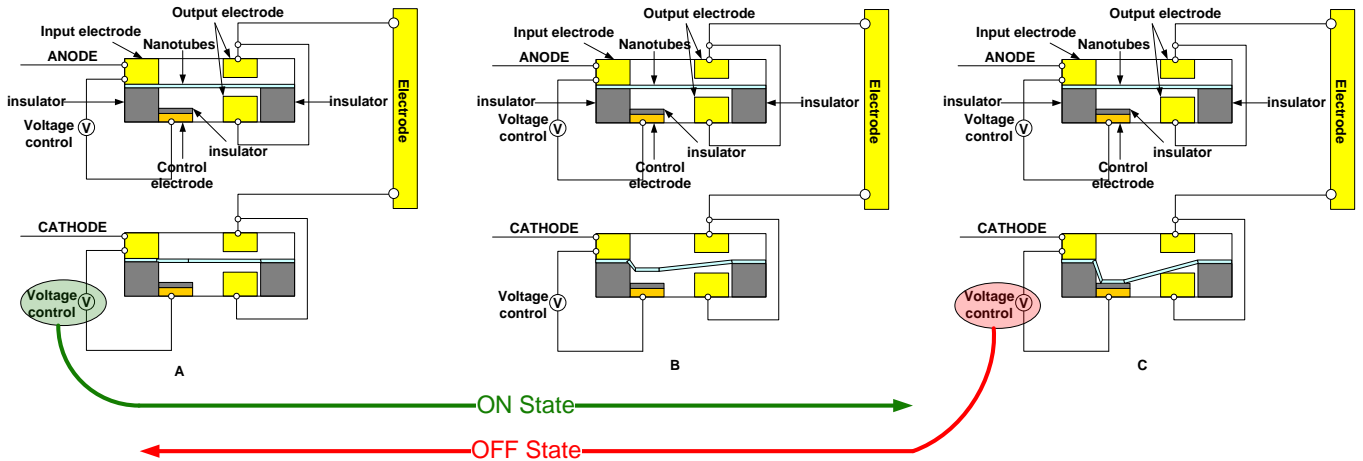 Output electrode
Input electrode
Nanotubes
ANODE
insulator
insulator
Voltage
control
V
insulator
Control
electrode
Electrode
CATHODE
Voltage
control
V
A
Output electrode
Input electrode
Nanotubes
ANODE
insulator
insulator
Voltage
control
V
insulator
Control
electrode
Electrode
CATHODE
Voltage
control
V
B
Output electrode
Input electrode
Nanotubes
ANODE
insulator
insulator
Voltage
control
V
insulator
Control
electrode
Electrode
CATHODE
Voltage
control
V
C
ON State
OFF State